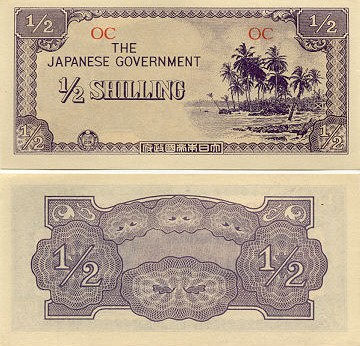 1/2
1/2
OC
OC
THE
JAPANESE GOVERNMENT
1/2 SHILLING
1/2
1/2
府政國帝本日大
1/2
1/2